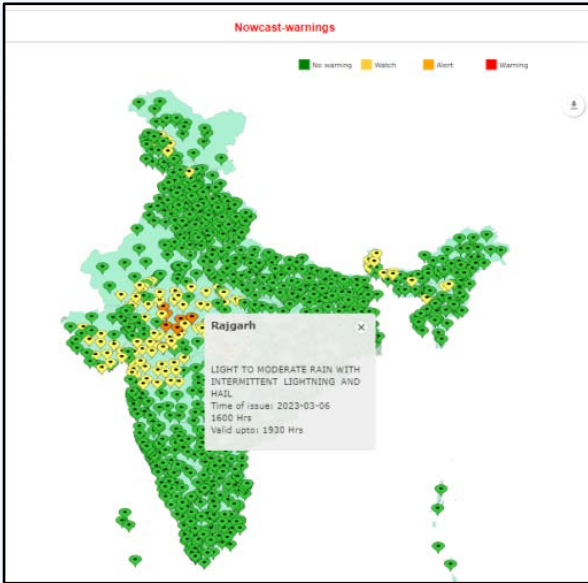 Nowcast-warnings
No warning Watch Alert Warning
Rajgarh
LIGHT TO MODERATE RAIN WITH
INTERMITTENT LIGHTNING AND
HAIL
Time of issue: 2023-03-06
1600 Hrs
Valid upto: 1930 Hrs